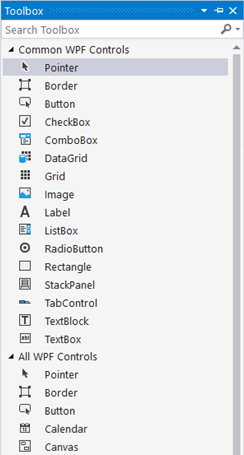 Toolbox
Search Toolbox
Common WPF Controls
Pointer
Border
Button
CheckBox
ComboBox
DataGrid
Grid
Image
Label
ListBox
RadioButton
Rectangle
StackPanel
TabControl
TextBlock
TextBox
All WPF Controls
Pointer
Border
Button
Calendar
Canvas